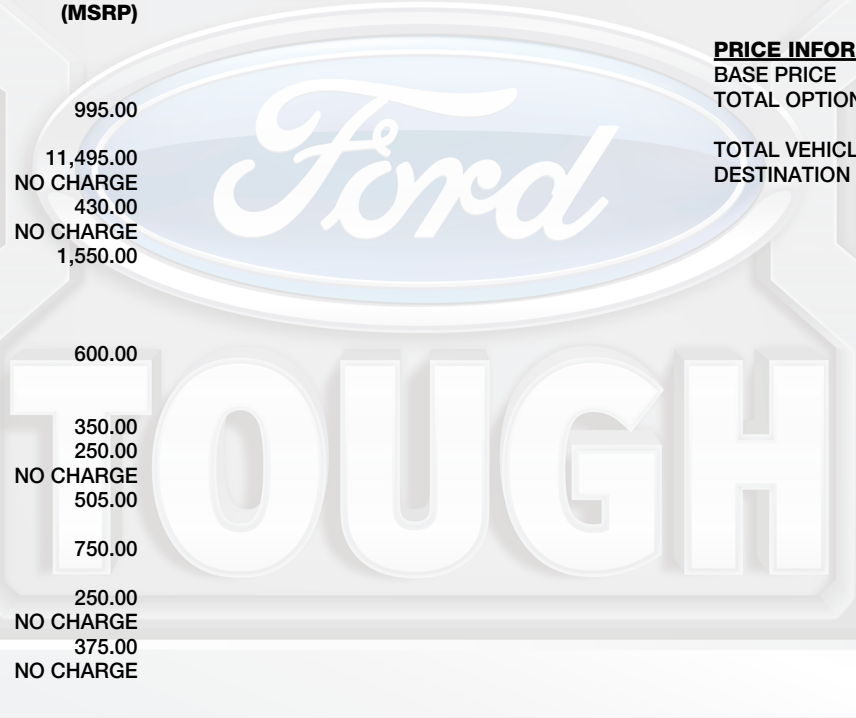 (MSRP)
995.00
11,495.00
NO CHARGE
430.00
NO CHARGE
1,550.00
600.00
350.00
250.00
NO CHARGE
505.00
750.00
250.00
NO CHARGE
375.00
NO CHARGE
PRICE INFOR
BASE PRICE
TOTAL OPTION
TOTAL VEHICL
DESTINATION
Ford
TOUGH